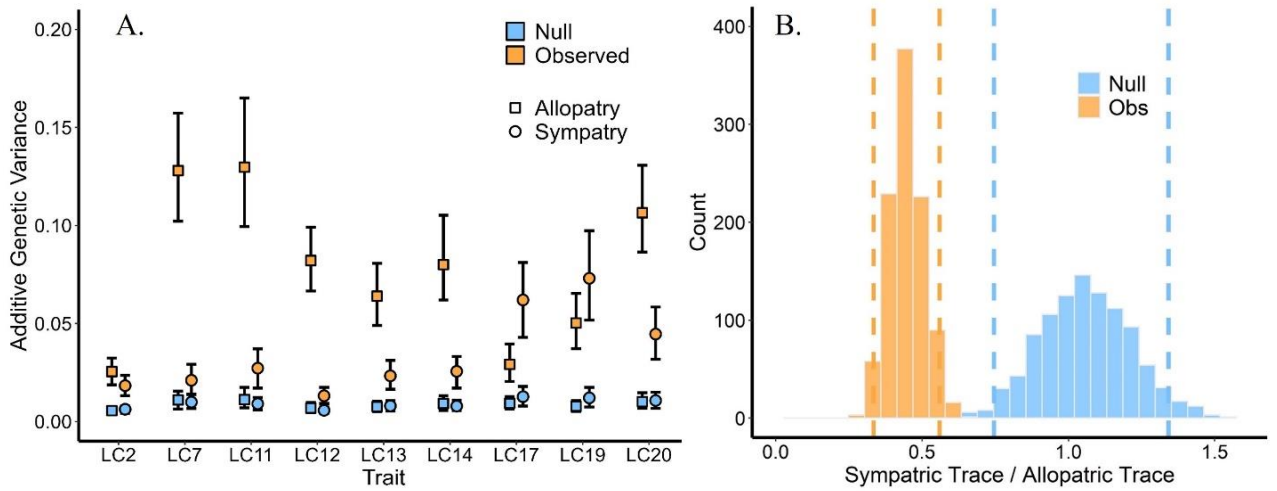 A.
Null
Observed
Allopatry
Sympatry
Additive Genetic Variance
0.20
0.15
0.10
0.05
0.00
LC2 LC7 LC11 LC12 LC13 LC14 LC17 LC19 LC20
Trait
B.
Null
Obs
Count
400
300
200
100
0
0.0 0.5 1.0 1.5
Sympatric Trace / Allopatric Trace